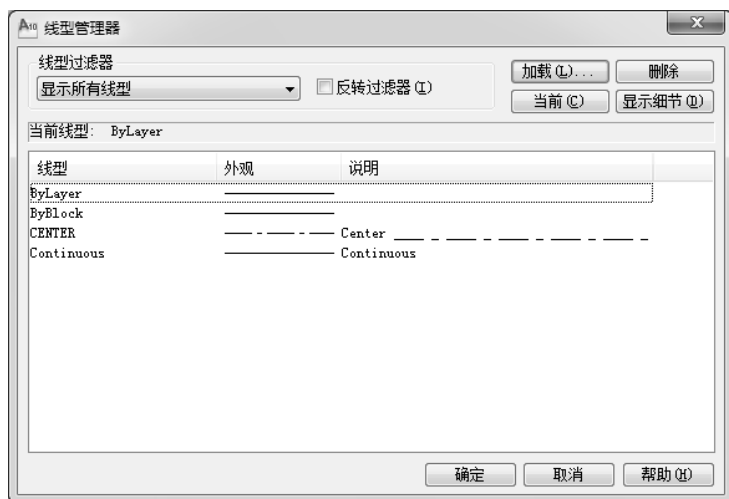 A10 线型管理器
线型过滤器
显示所有线型 反转过滤器(I) 加载(L)... 删除
当前(C) 显示细节(D)
当前线型: ByLayer
线型 外观 说明
ByLayer
ByBlock
CENTER Center
Continuous Continuous
确定 取消 帮助(H)